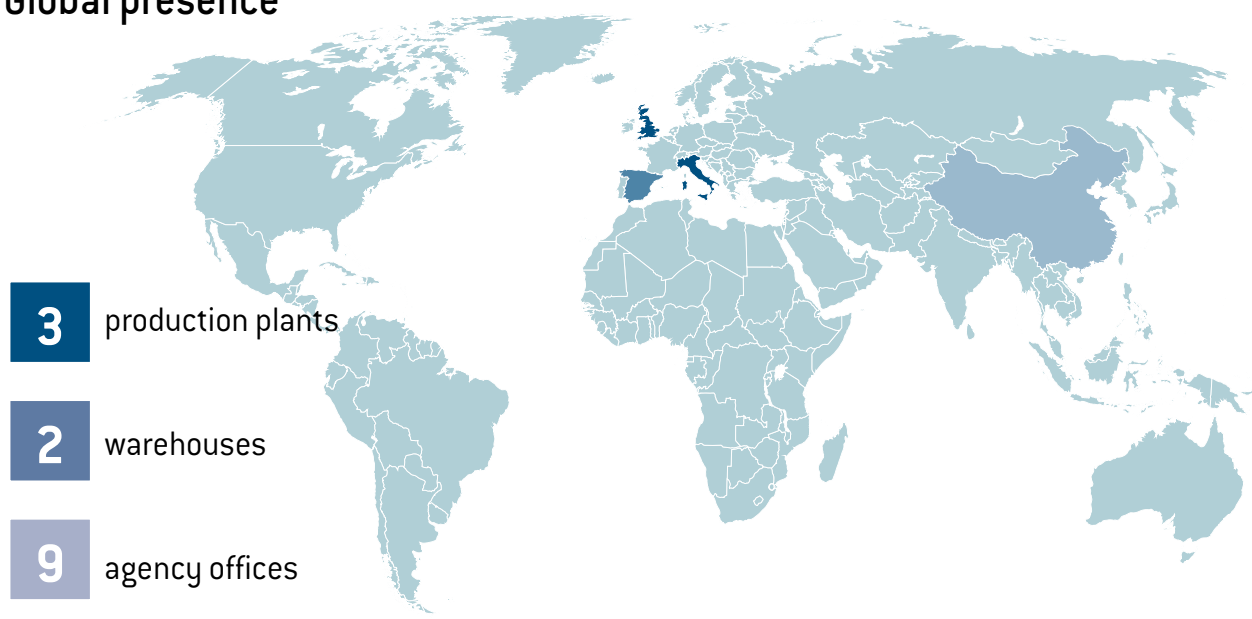 Global presence
3 production plants
2 warehouses
9 agency offices